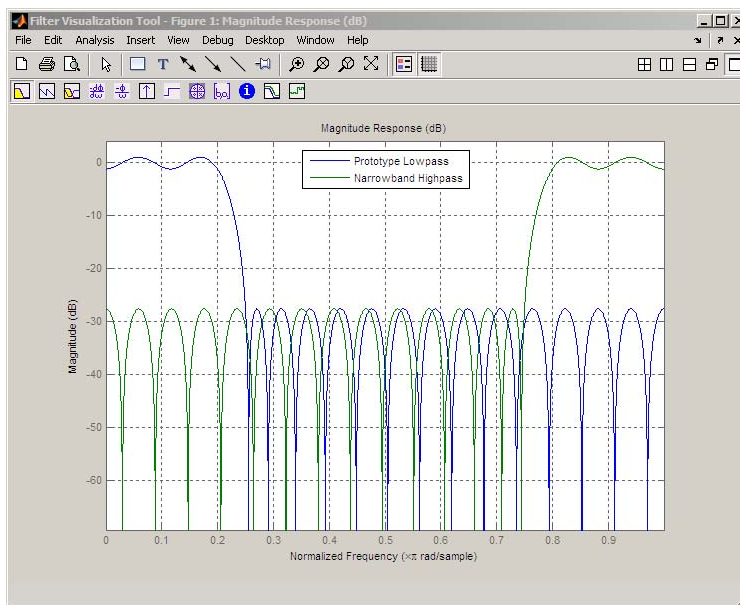 Filter Visualization Tool - Figure 1: Magnitude Response (dB)
File Edit Analysis Insert View Debug Desktop Window Help
Magnitude Response (dB)
Prototype Lowpass
Narrowband Highpass
0
-10
-20
-30
-40
-50
-60
Magnitude (dB)
0 0.1 0.2 0.3 0.4 0.5 0.6 0.7 0.8 0.9
Normalized Frequency (×π rad/sample)